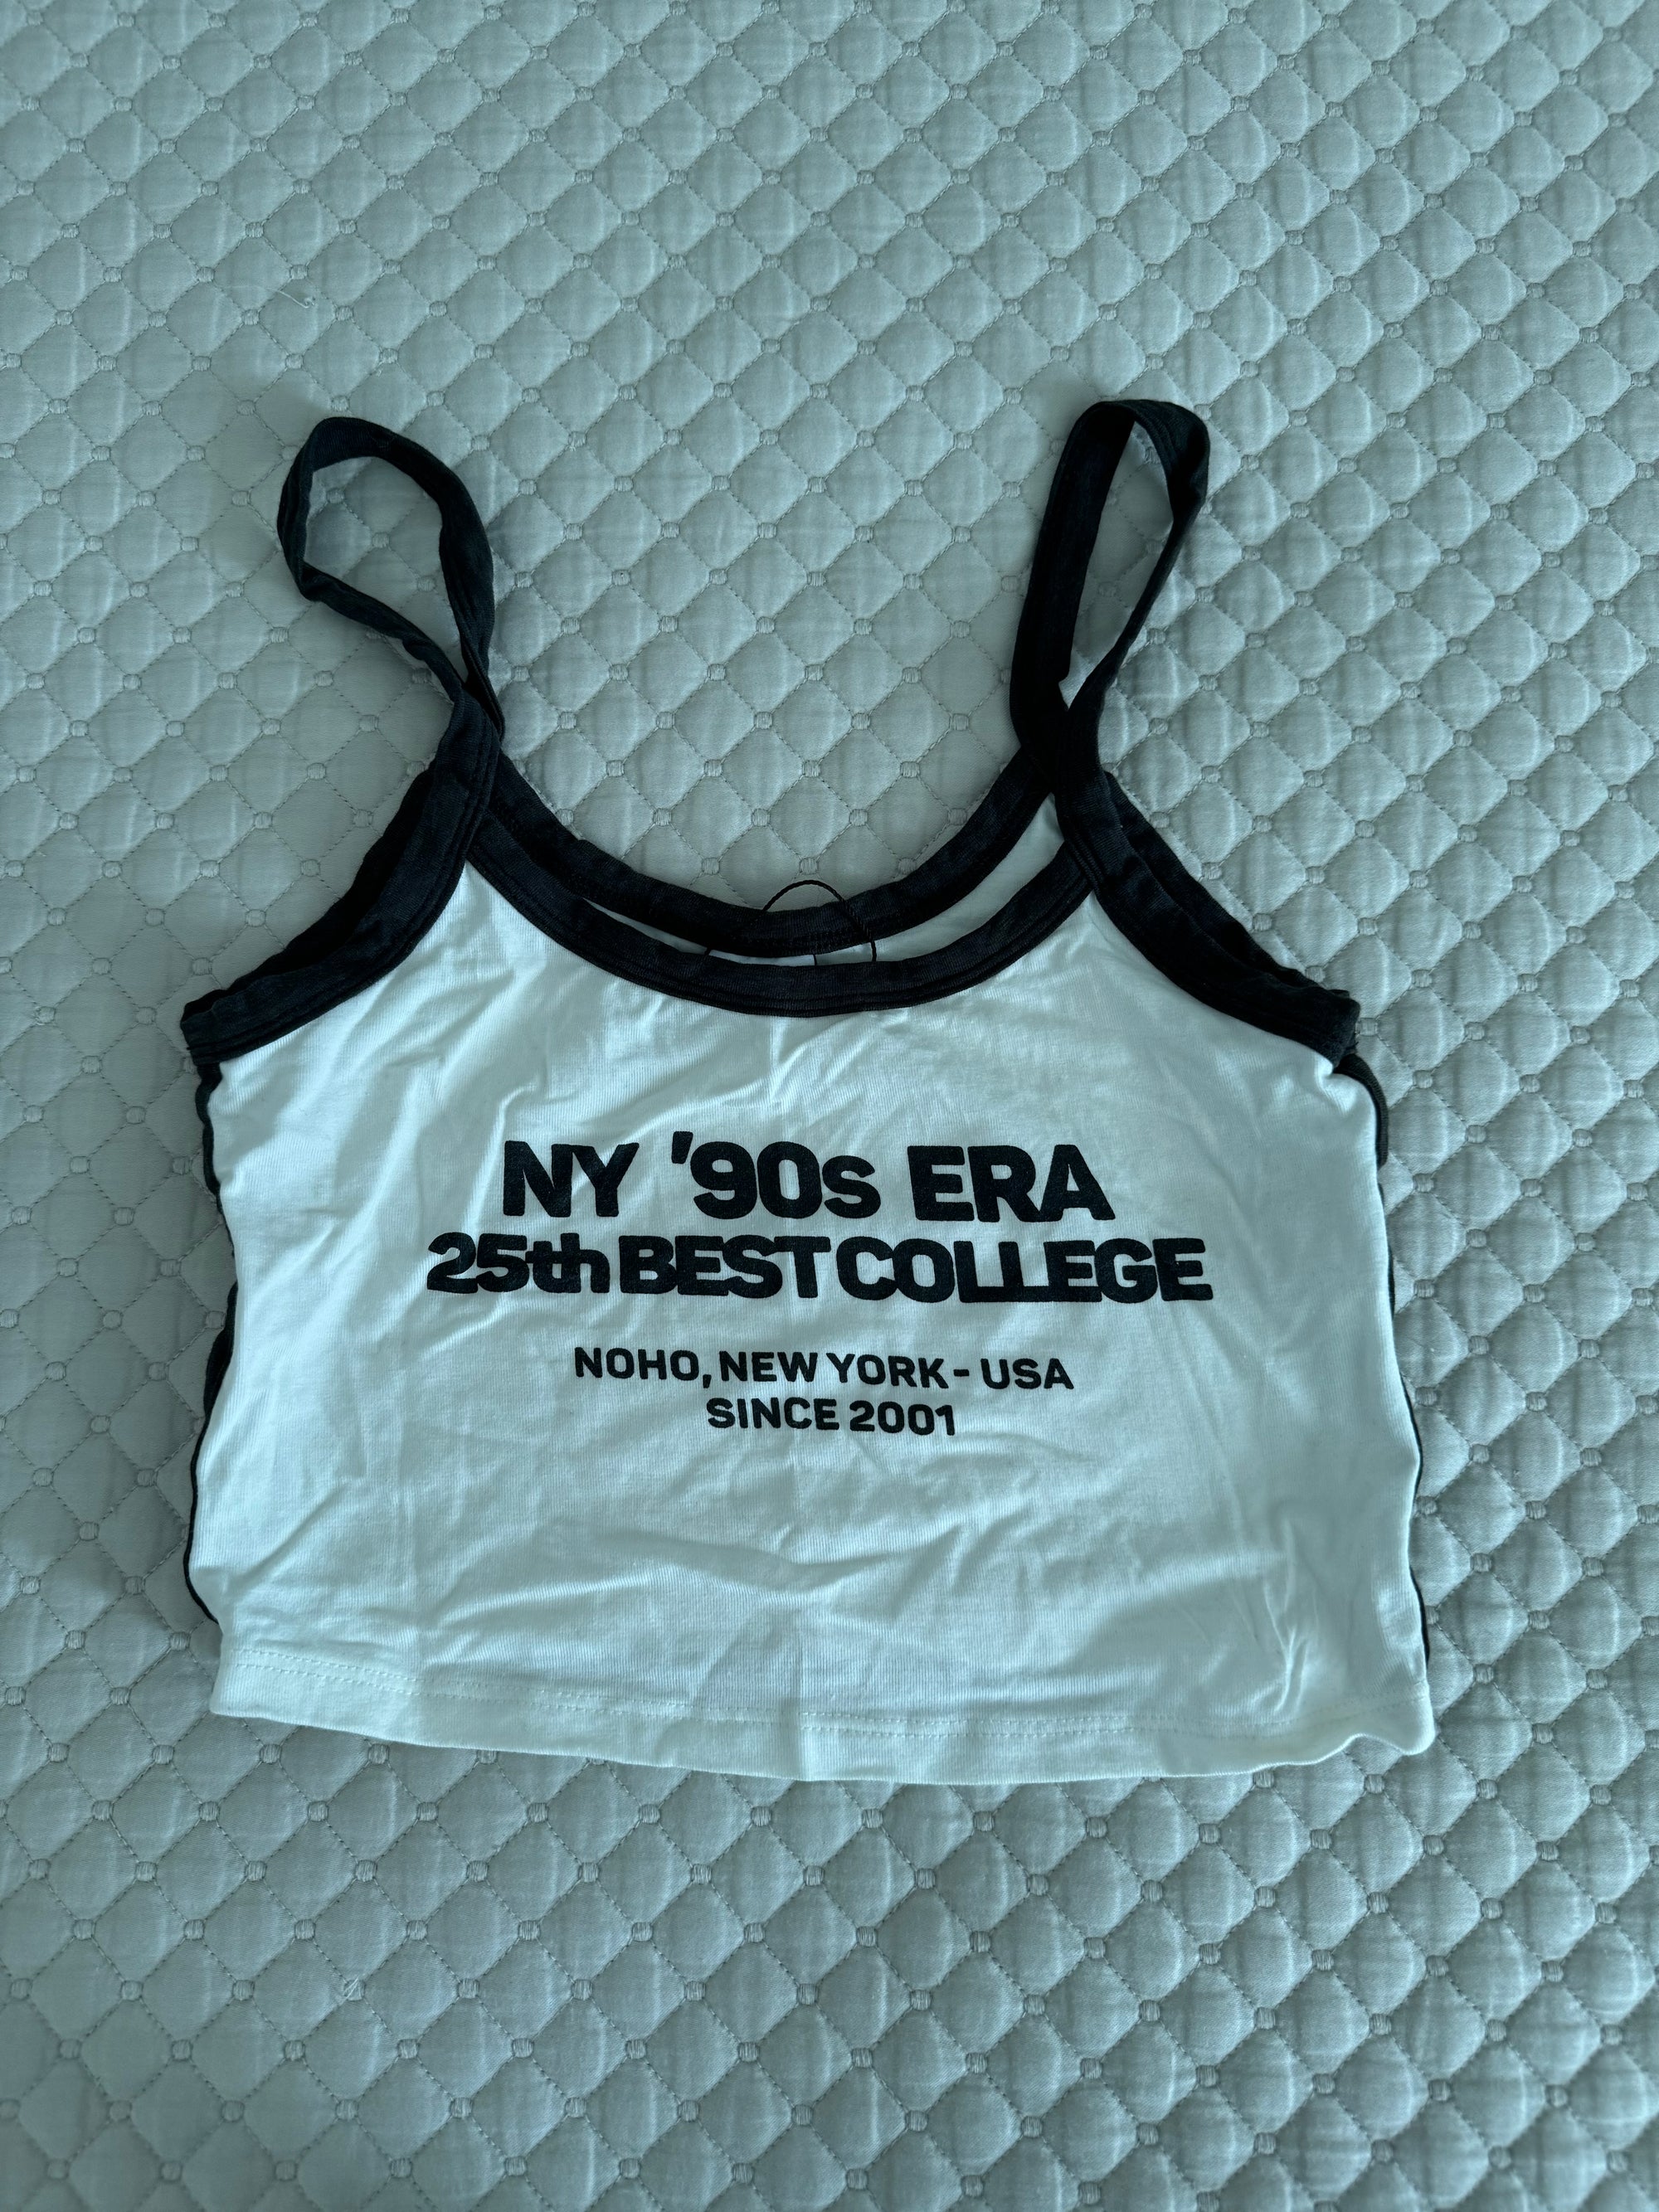 NY '90s ERA
25th BEST COLLEGE
NOHO, NEW YORK - USA
SINCE 2001